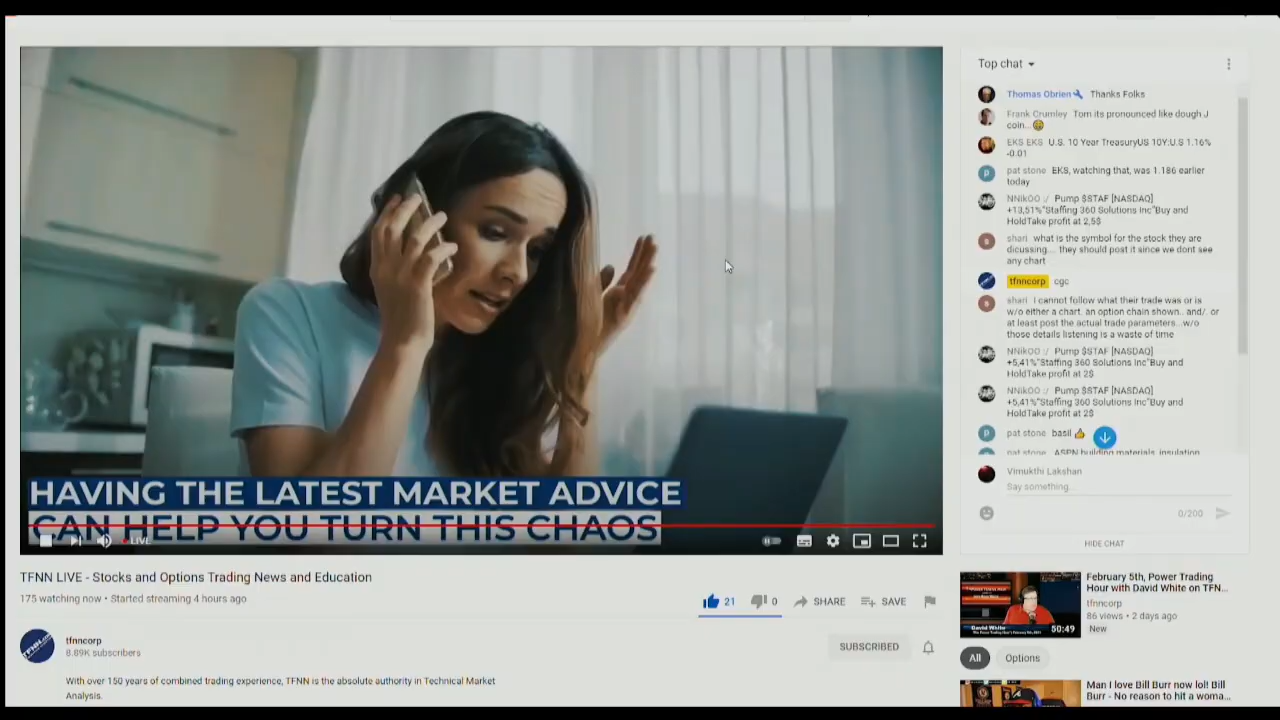 HAVING THE LATEST MARKET ADVICE
CAN HELP YOU TURN THIS CHAOS
LIVE
TFNN LIVE - Stocks and Options Trading News and Education
175 watching now • Started streaming 4 hours ago
21
0
SHARE
SAVE
tfnncorp
8.89K subscribers
SUBSCRIBED
With over 150 years of combined trading experience, TFNN is the absolute authority in Technical Market
Analysis.
Top chat
Thomas Obrien Thanks Folks
Frank Crumley Tom its pronounced like dough J
coin...
EKS EKS U.S. 10 Year TreasuryUS 10Y:U.S 1.16%
-0.01
pat stone EKS, watching that, was 1.186 earlier
today
NNikOO :/ Pump $STAF [NASDAQ]
+13,51%"Staffing 360 Solutions Inc"Buy and
HoldTake profit at 2,5$
shari what is the symbol for the stock they are
dicussing.... they should post it since we dont see
any chart
tfnncorp cgc
shari I cannot follow what their trade was or is
w/o either a chart, an option chain shown.. and/. or
at least post the actual trade parameters...w/o
those details listening is a waste of time
NNikOO :/ Pump $STAF [NASDAQ]
+5,41%"Staffing 360 Solutions Inc"Buy and
HoldTake profit at 2$
NNikOO :/ Pump $STAF [NASDAQ]
+5,41%"Staffing 360 Solutions Inc"Buy and
HoldTake profit at 2$
pat stone basil
pat stone ASPN building materials, insulation
Vimukthi Lakshan
Say something...
0/200
HIDE CHAT
David White
50:49
February 5th, Power Trading
Hour with David White on TFN...
tfnncorp
86 views • 2 days ago
New
All
Options
Man I love Bill Burr now lol! Bill
Burr - No reason to hit a woma...